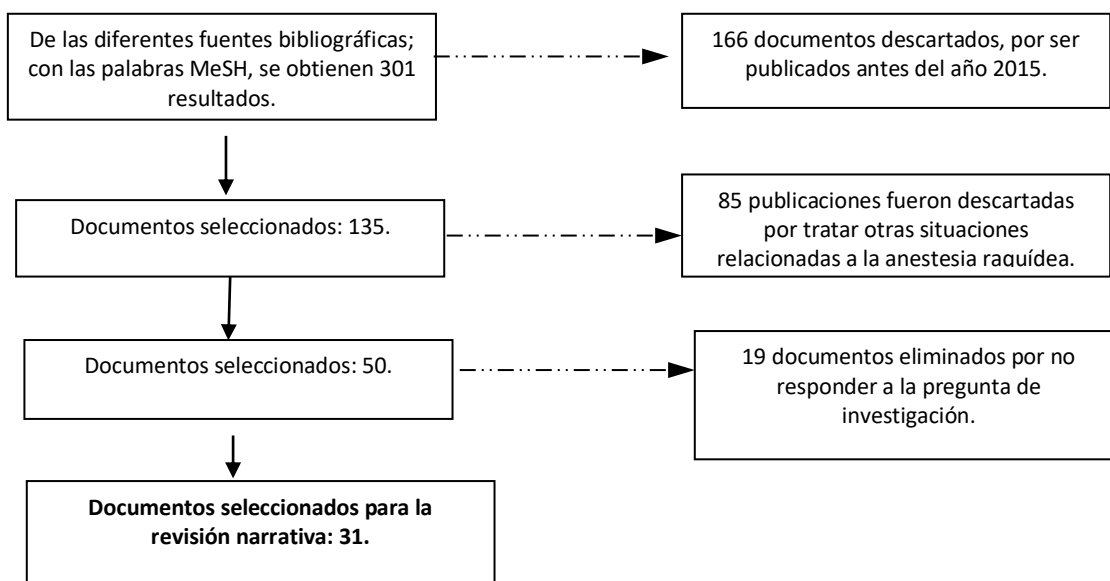 De las diferentes fuentes bibliográficas;
con las palabras MeSH, se obtienen 301
resultados.
166 documentos descartados, por ser
publicados antes del año 2015.
Documentos seleccionados: 135.
85 publicaciones fueron descartadas
por tratar otras situaciones
relacionadas a la anestesia raquídea.
Documentos seleccionados: 50.
19 documentos eliminados por no
responder a la pregunta de
investigación.
Documentos seleccionados para la
revisión narrativa: 31.